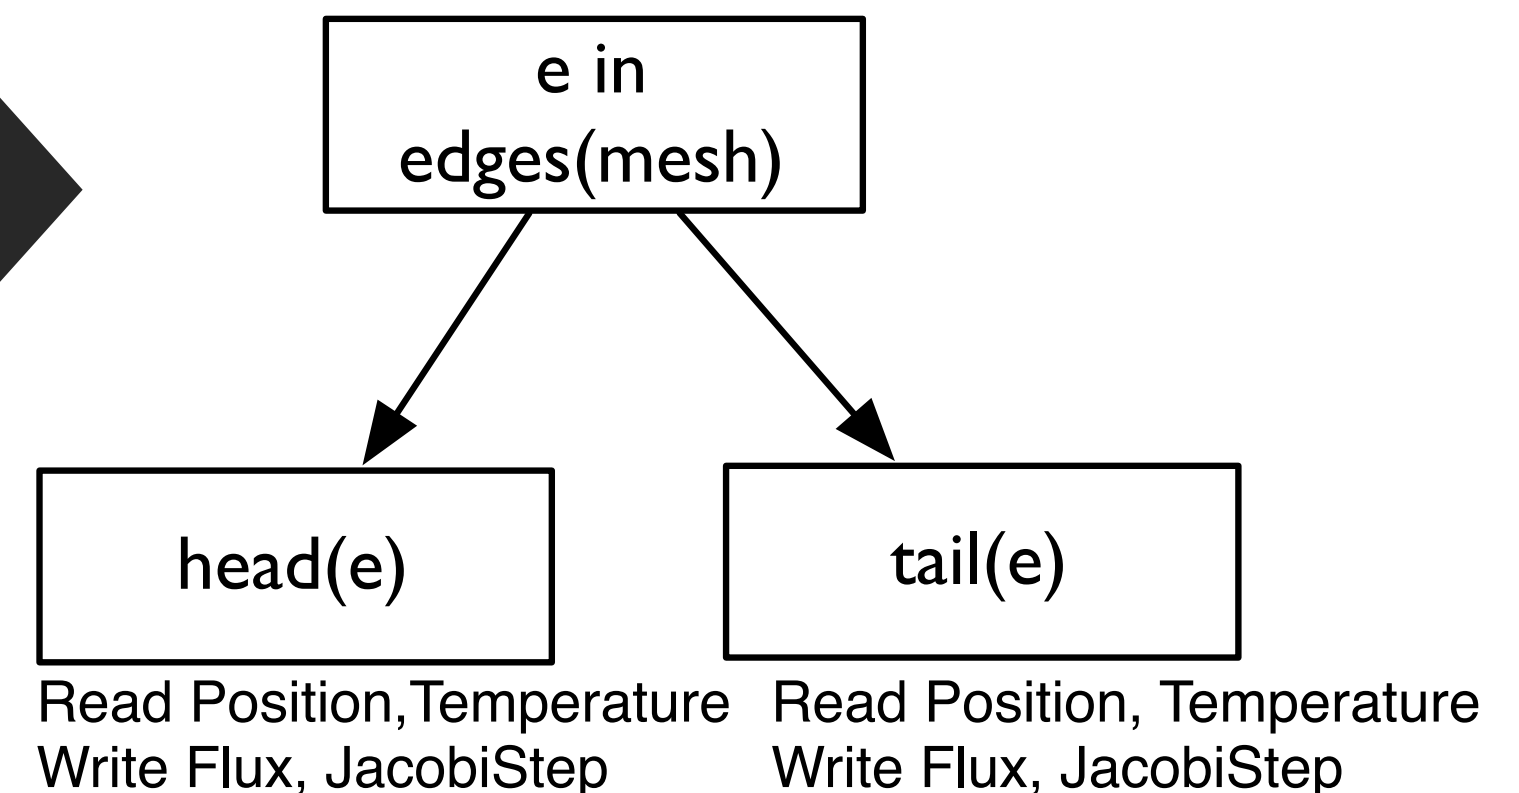 e in
edges(mesh)
head(e)
tail(e)
Read Position,Temperature
Write Flux, JacobiStep
Read Position, Temperature
Write Flux, JacobiStep